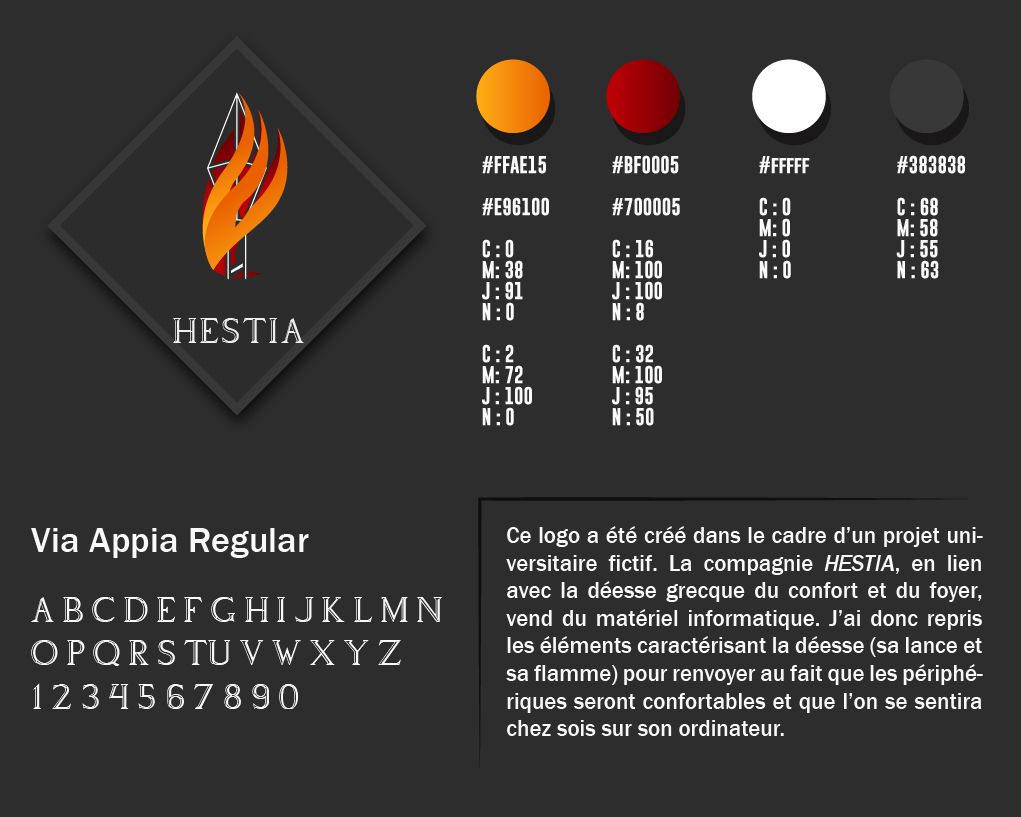 HESTIA
#FFAE15
#E96100
C : 0
M: 38
J : 91
N : 0
C : 2
M: 72
J : 100
N : 0
#BF0005
#700005
C : 16
M: 100
J : 100
N : 8
C : 32
M: 100
J : 95
N : 50
#FFFFF
C : 0
M: 0
J : 0
N : 0
#383838
C : 68
M: 58
J : 55
N : 63
Via Appia Regular
A B C D E F G H I J K L M N
O P Q R S T U V W X Y Z
1 2 3 4 5 6 7 8 9 0
Ce logo a été créé dans le cadre d’un projet uni-
versitaire fictif. La compagnie HESTIA, en lien
avec la déesse grecque du confort et du foyer,
vend du matériel informatique. J’ai donc repris
les éléments caractérisant la déesse (sa lance et
sa flamme) pour renvoyer au fait que les périphé-
riques seront confortables et que l’on se sentira
chez sois sur son ordinateur.